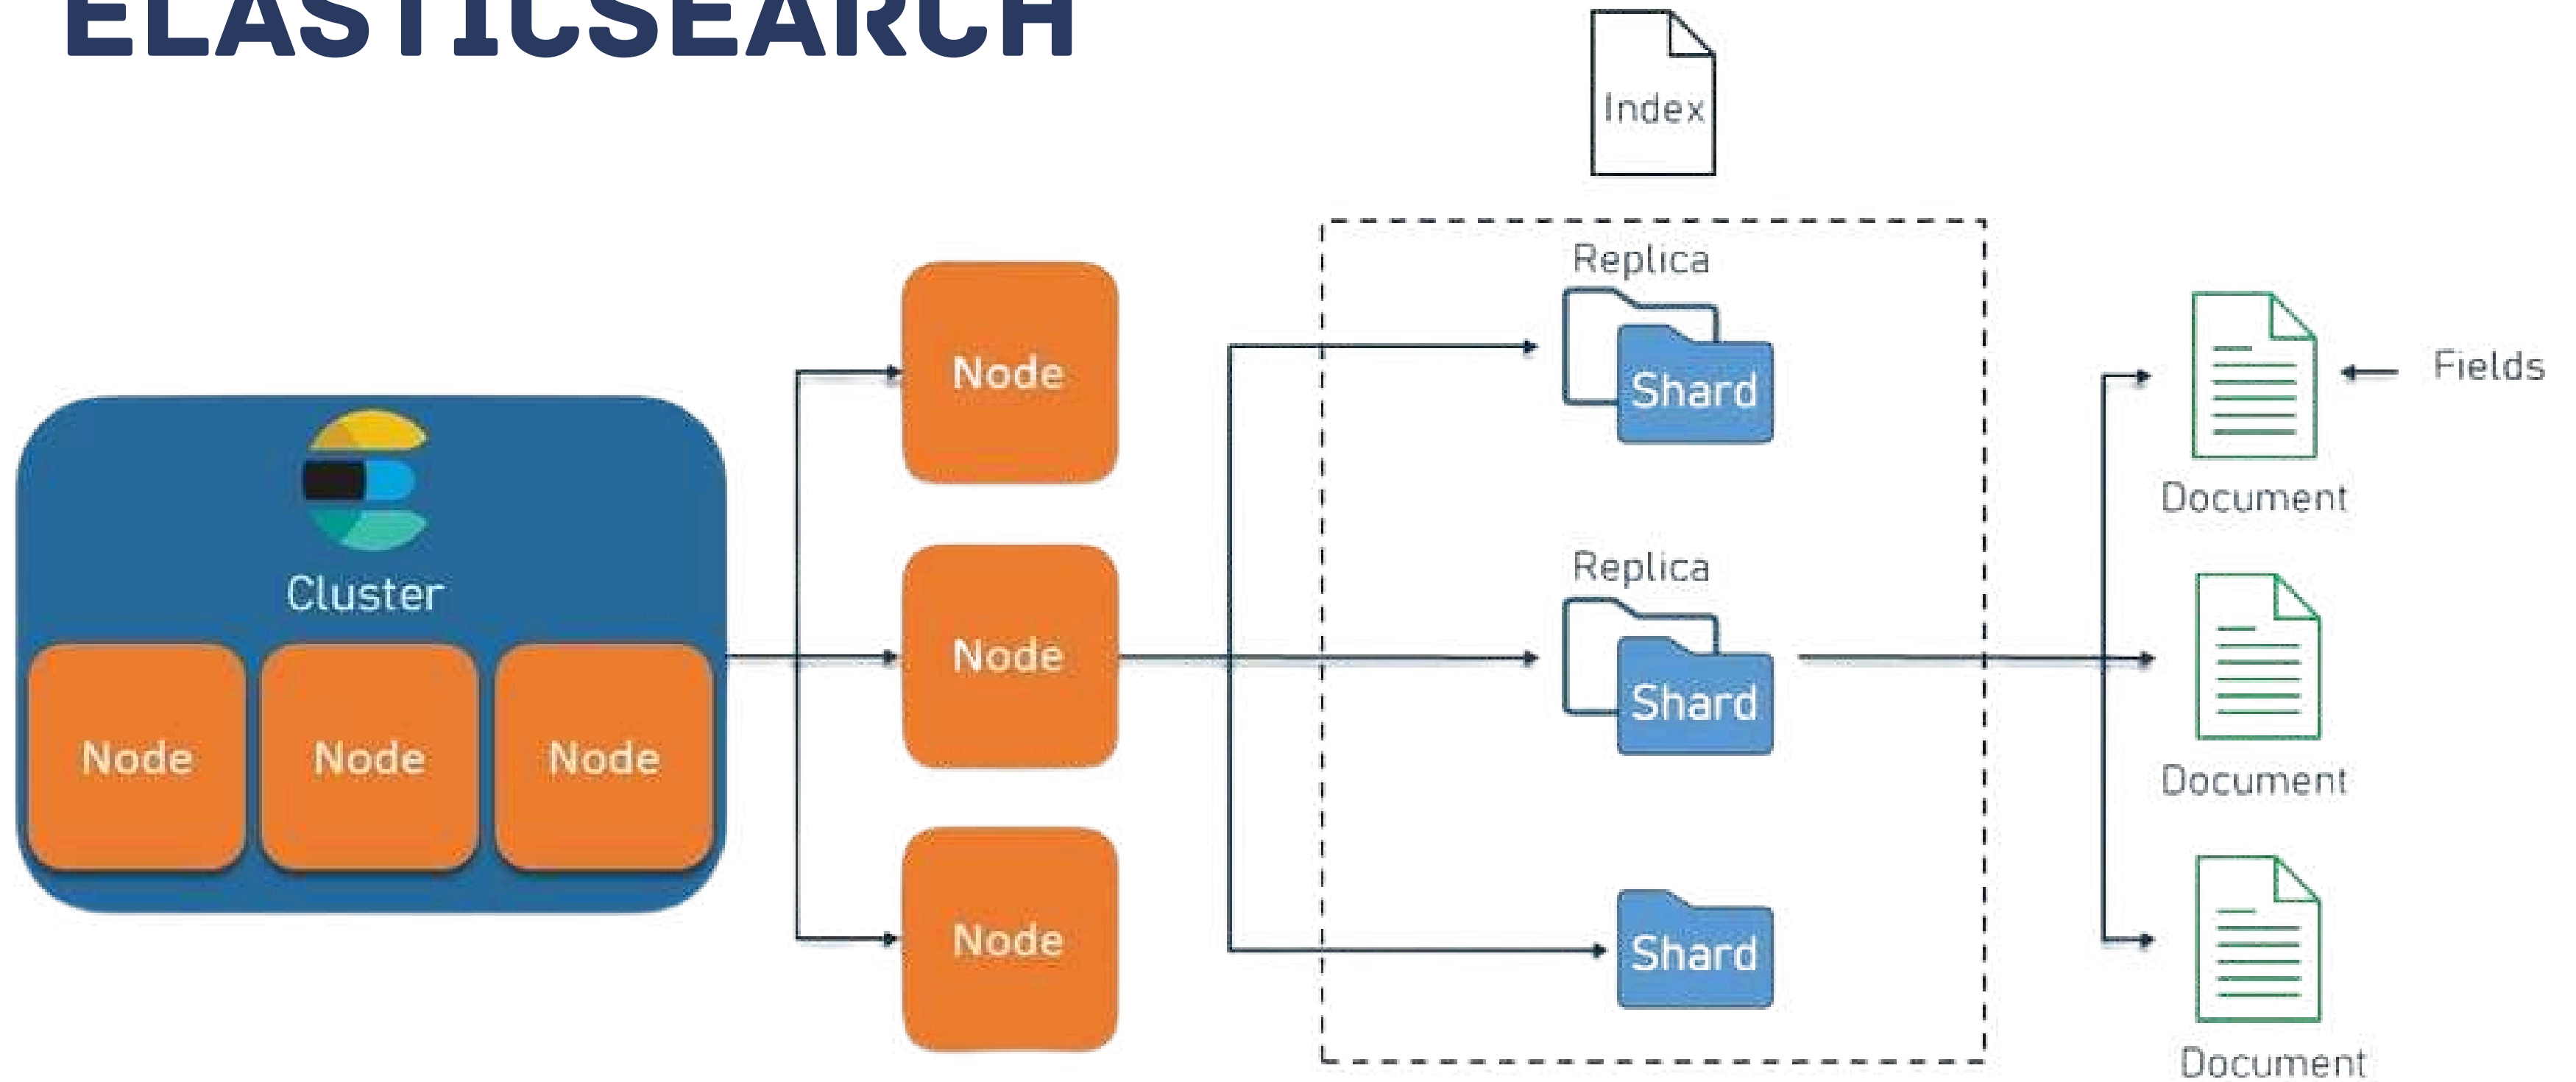 ELASTICSEARCH
Index
Replica
Shard
Node
Fields
Document
Cluster
Node
Node
Node
Node
Replica
Shard
Document
Node
Shard
Document